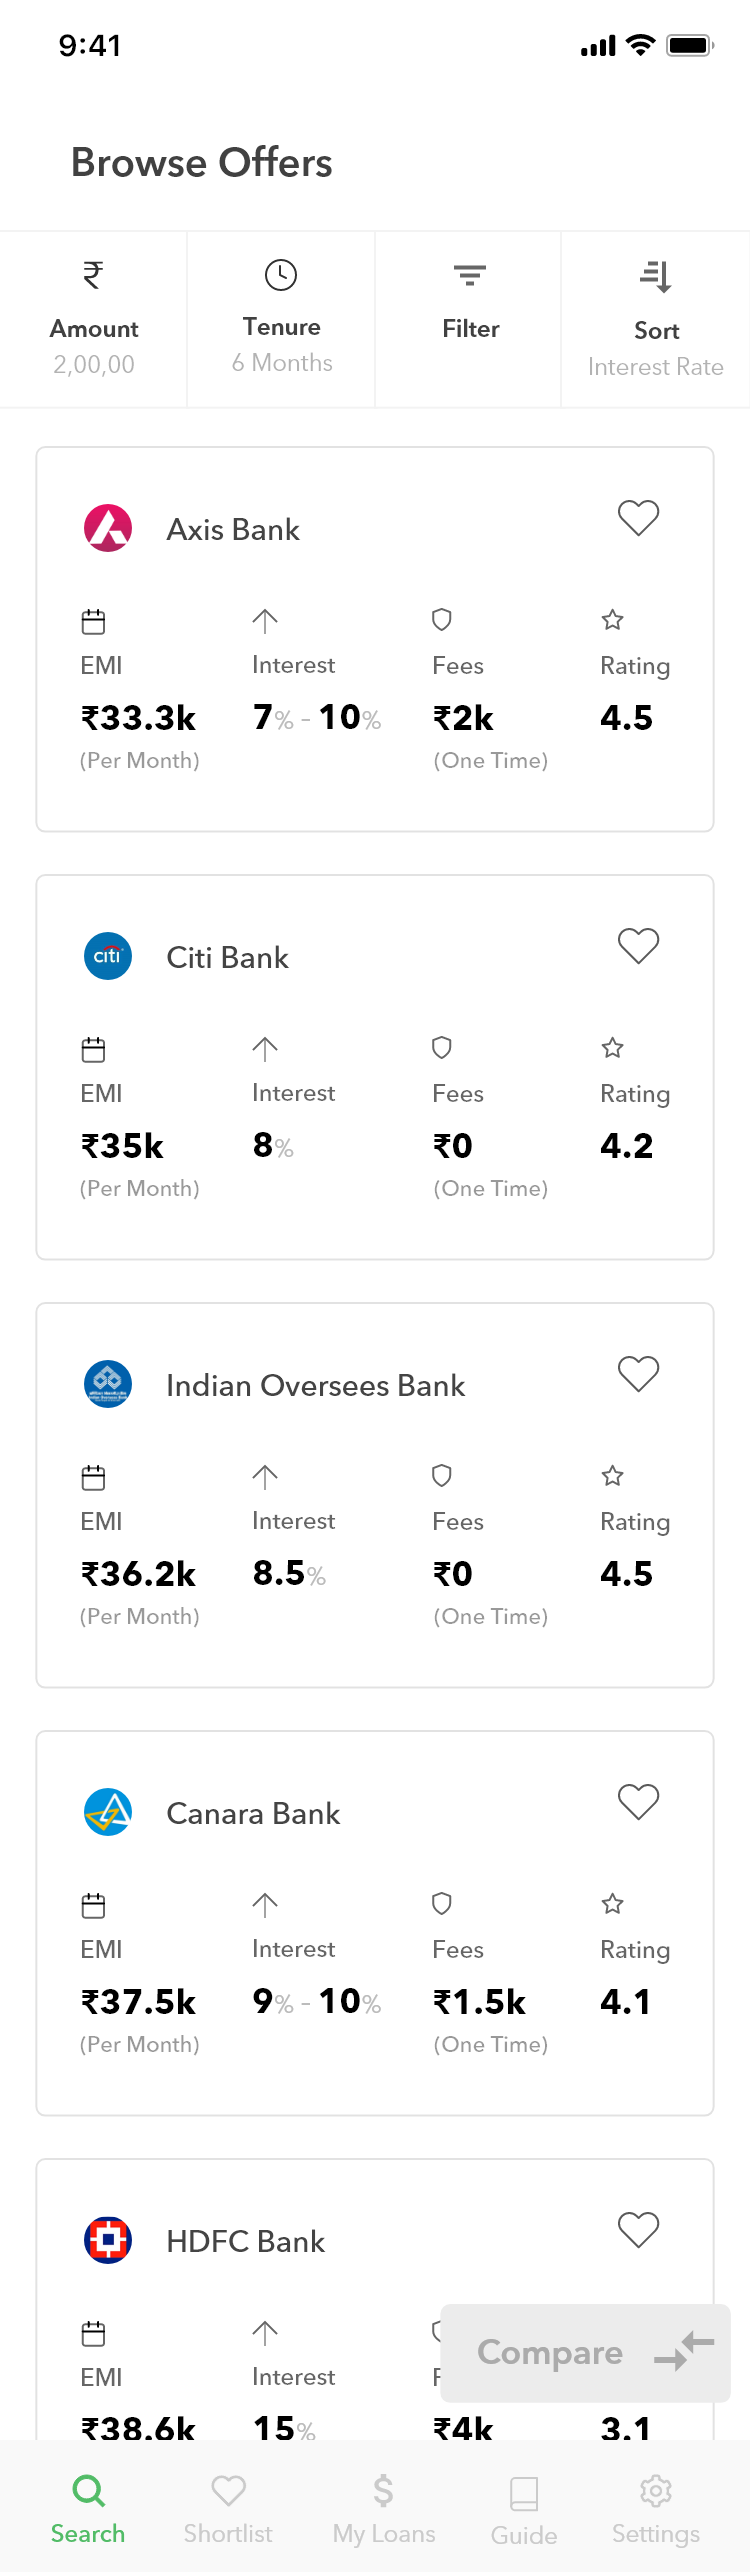 9:41
Browse Offers
₹
Amount
2,00,00
Tenure
6 Months
Filter
Sort
Interest Rate
Axis Bank
EMI Interest Fees Rating
₹33.3k 7% - 10% ₹2k 4.5
(Per Month) (One Time)
citi
Citi Bank
EMI Interest Fees Rating
₹35k 8% ₹0 4.2
(Per Month) (One Time)
Indian Oversees Bank
EMI Interest Fees Rating
₹36.2k 8.5% ₹0 4.5
(Per Month) (One Time)
Canara Bank
EMI Interest Fees Rating
₹37.5k 9% - 10% ₹1.5k 4.1
(Per Month) (One Time)
HDFC Bank
Compare
EMI Interest
₹38.6k 15% ₹4k 3.1
$
Search Shortlist My Loans Guide Settings